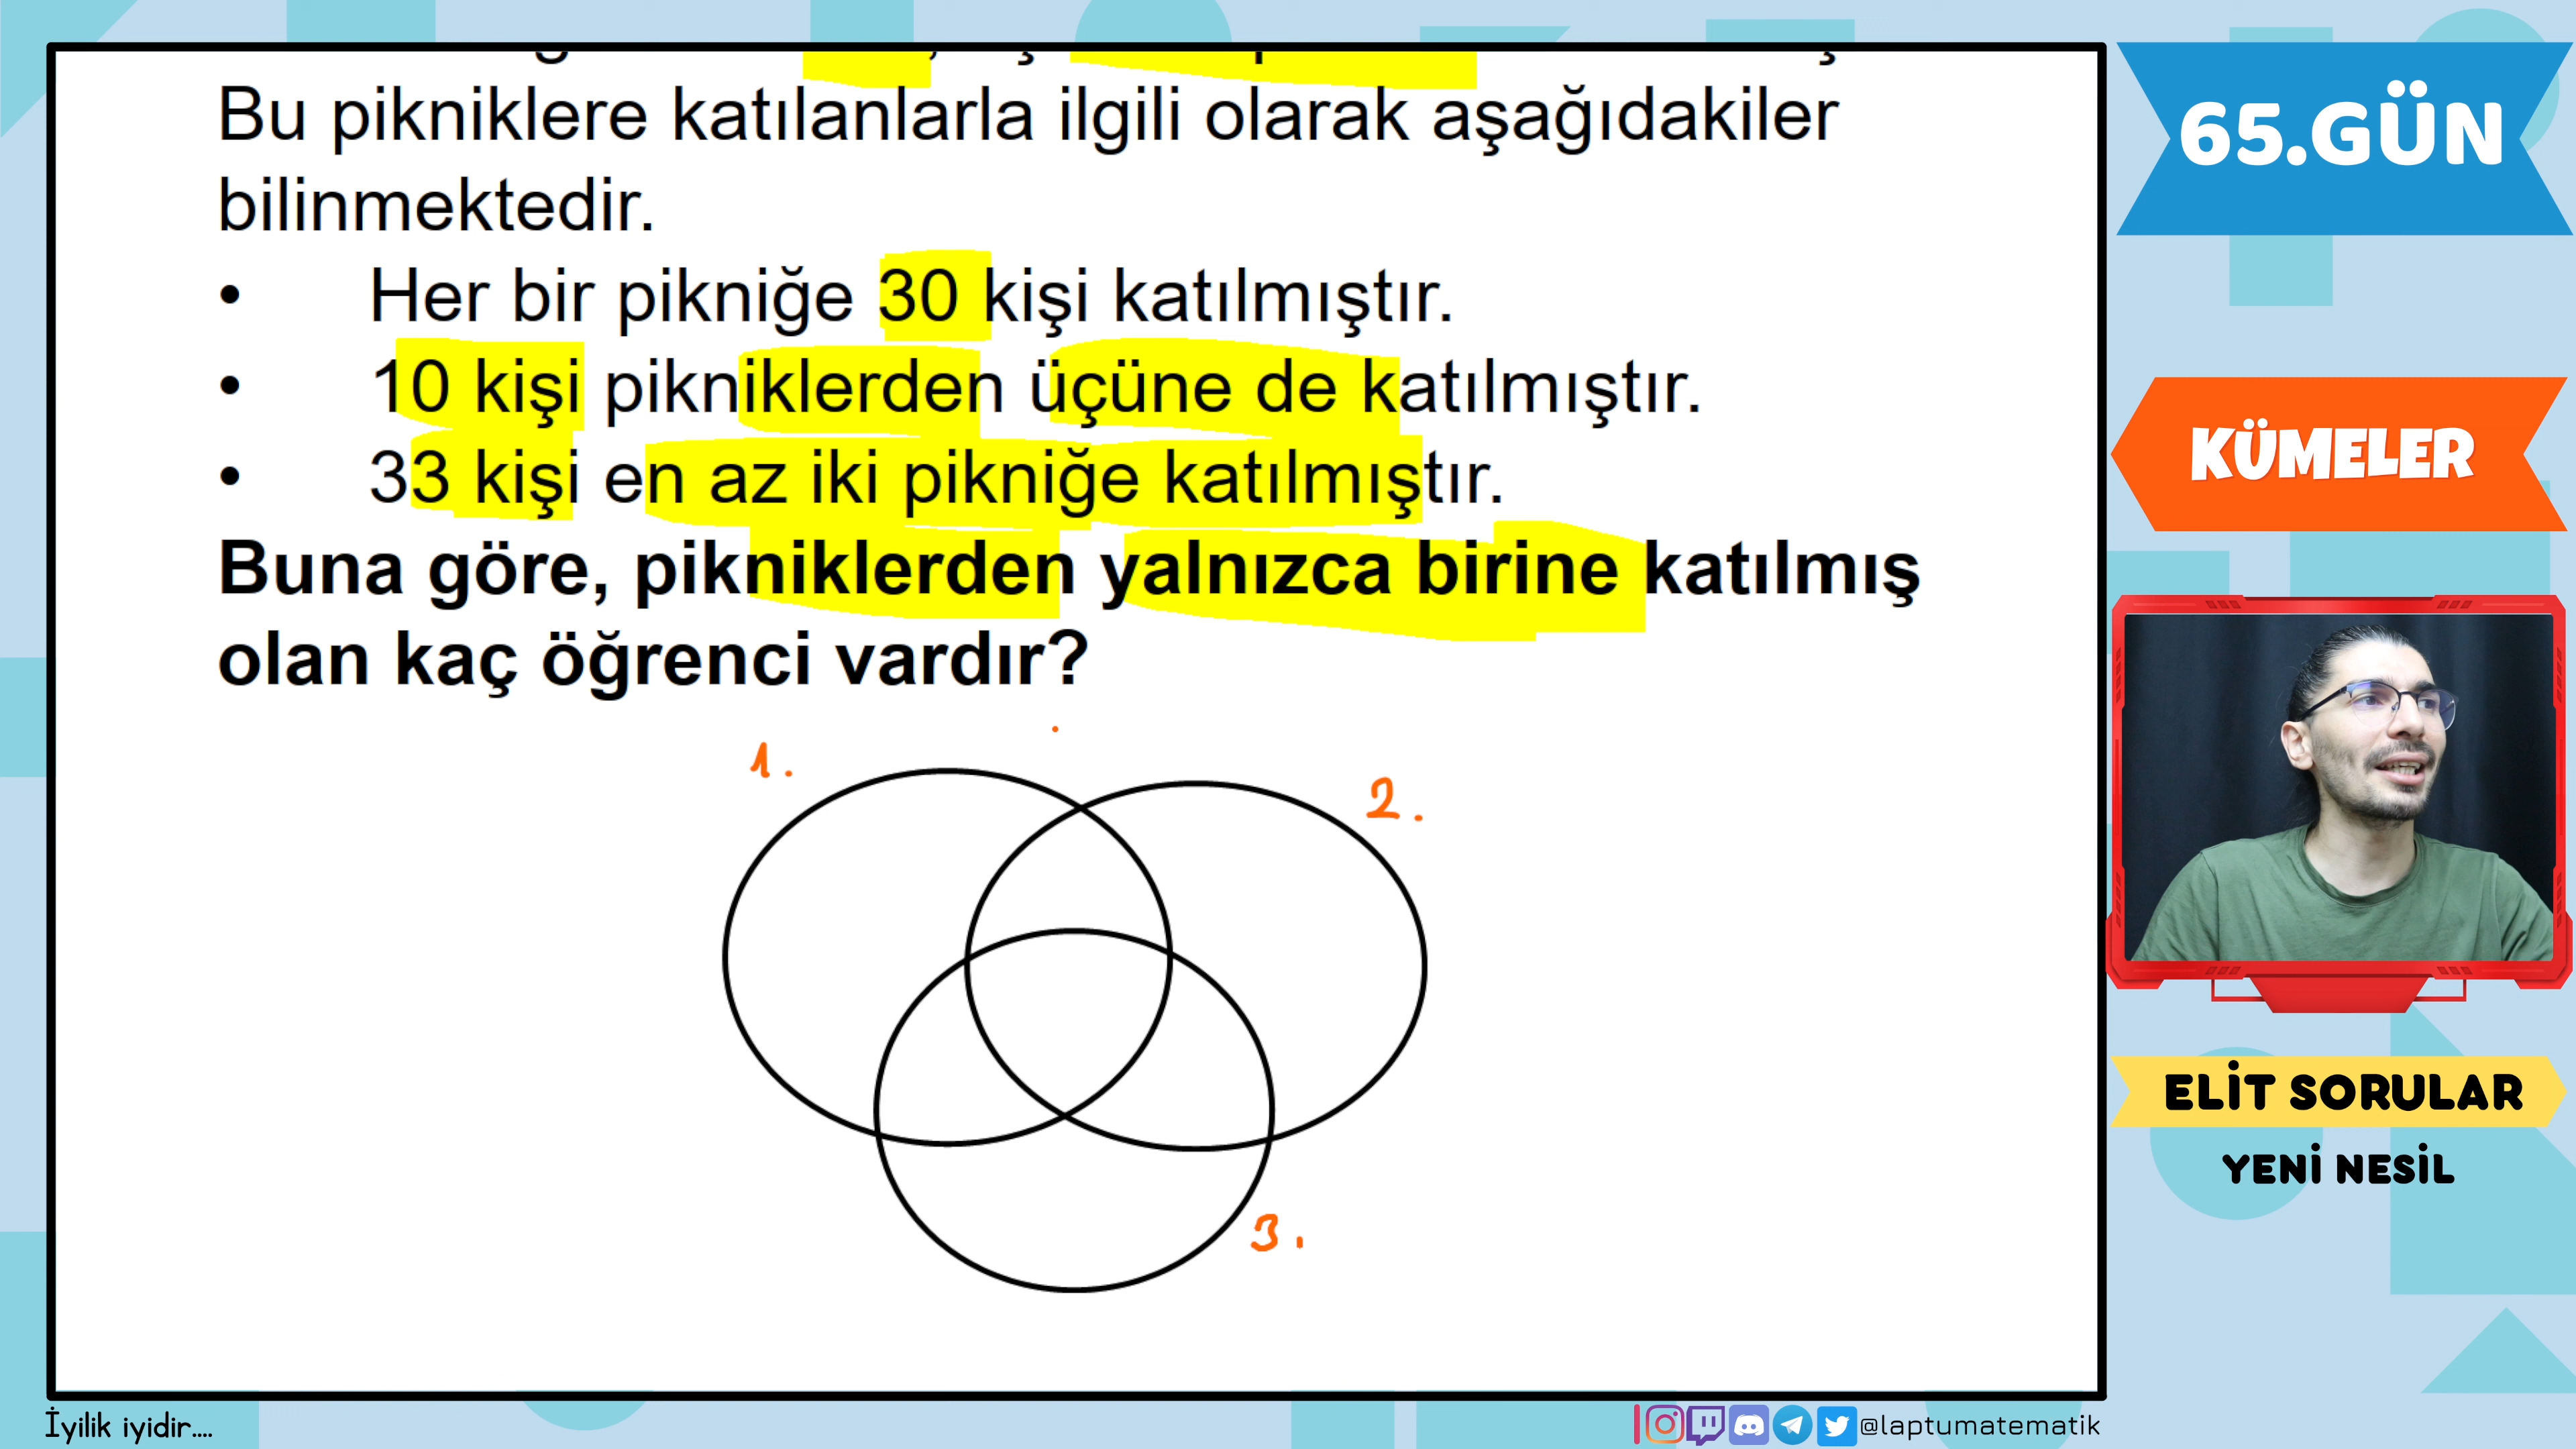 Bu pikniklere katılanlarla ilgili olarak aşağıdakiler
bilinmektedir.
• Her bir pikniğe 30 kişi katılmıştır.
• 10 kişi pikniklerden üçüne de katılmıştır.
• 33 kişi en az iki pikniğe katılmıştır.
Buna göre, pikniklerden yalnızca birine katılmış
olan kaç öğrenci vardır?
1.
2.
3.
65.GÜN
KÜMELER
ELİT SORULAR
YENİ NESİL
İyilik iyidir....
@laptumatematik